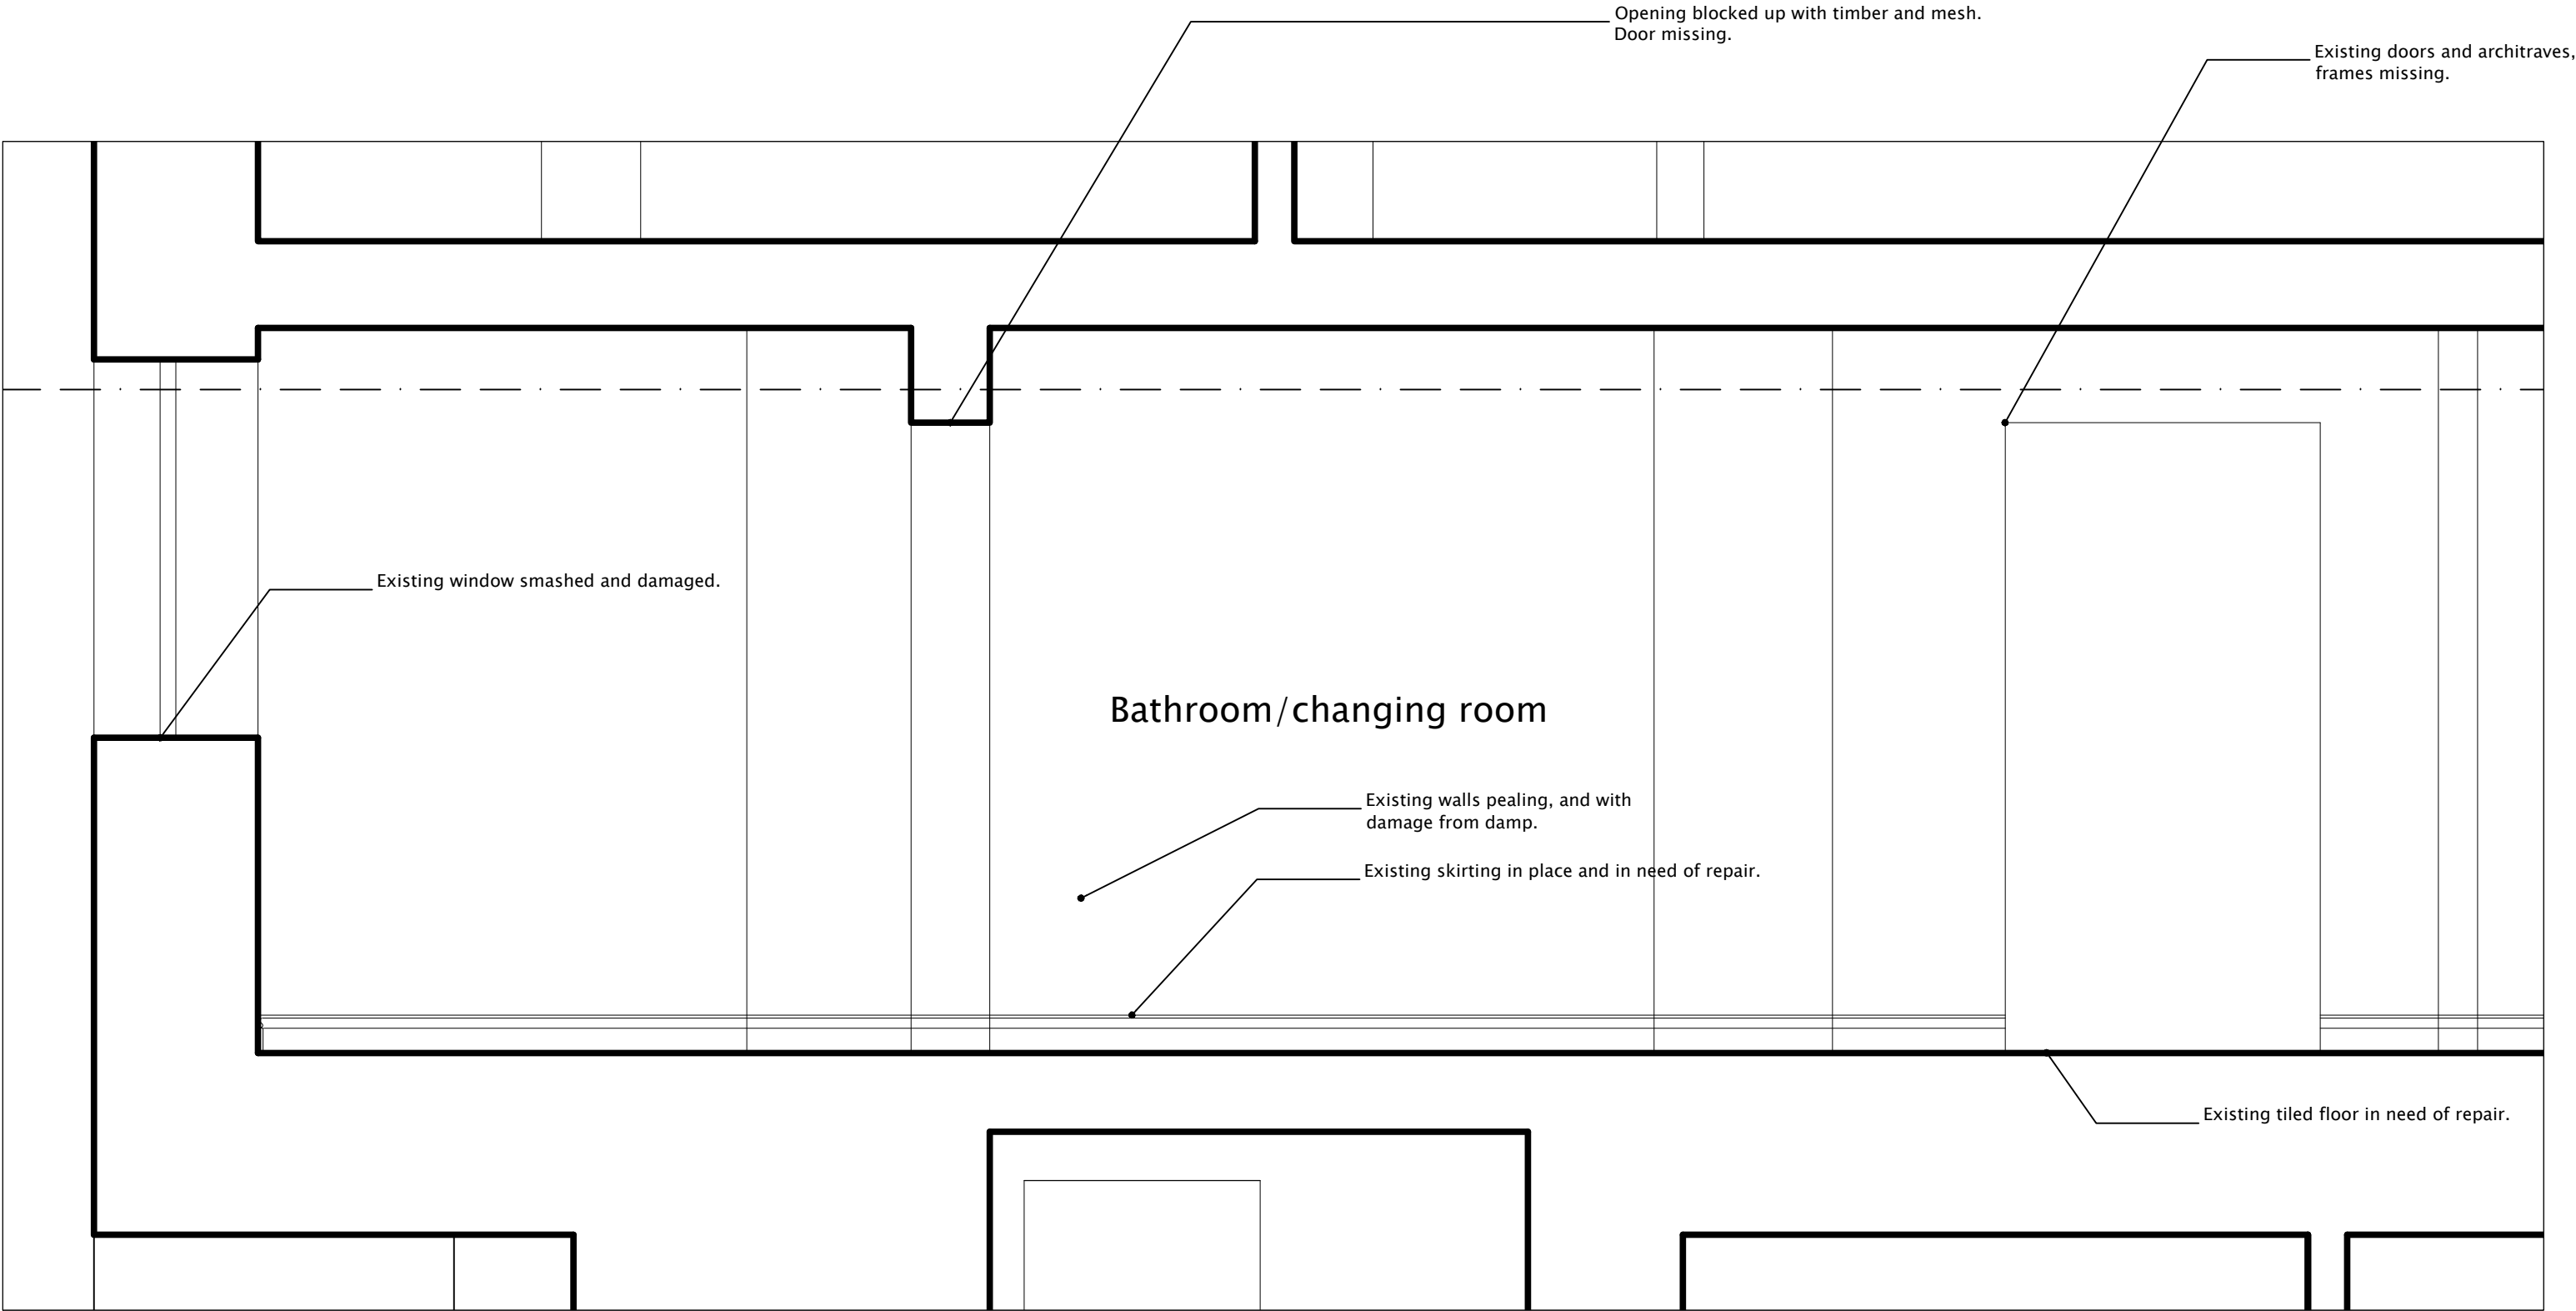 Opening blocked up with timber and mesh.
Door missing.
Existing doors and architraves,
frames missing.
Existing window smashed and damaged.
Bathroom/changing room
Existing walls pealing, and with
damage from damp.
Existing skirting in place and in need of repair.
Existing tiled floor in need of repair.